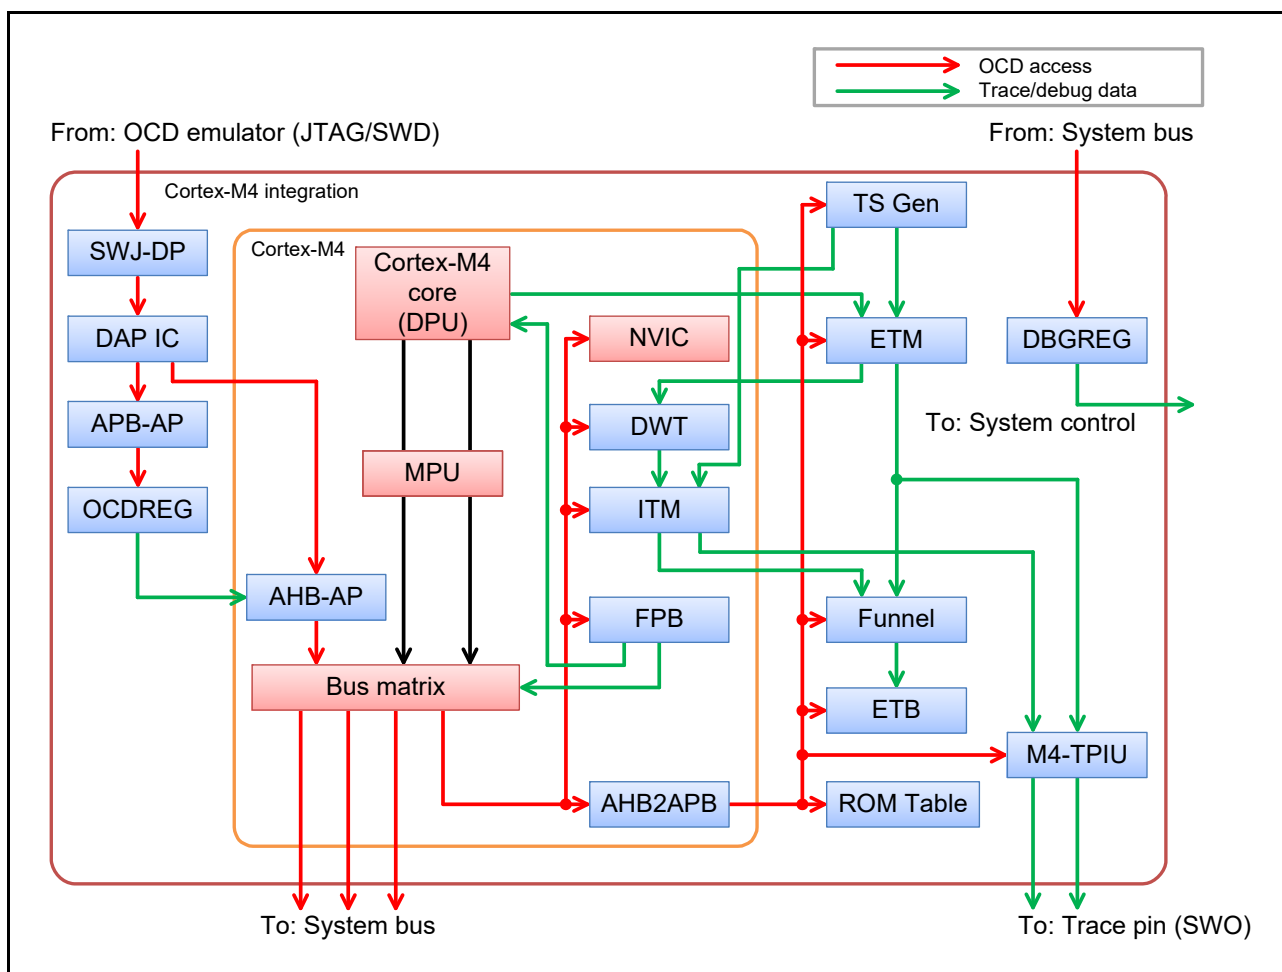 OCD access
Trace/debug data
From: OCD emulator (JTAG/SWD)
From: System bus
Cortex-M4 integration
TS Gen
SWJ-DP
Cortex-M4
Cortex-M4
core
(DPU)
DAP IC
NVIC
ETM
DBGREG
APB-AP
DWT
To: System control
MPU
OCDREG
ITM
AHB-AP
FPB
Funnel
Bus matrix
ETB
M4-TPIU
AHB2APB
ROM Table
To: System bus
To: Trace pin (SWO)